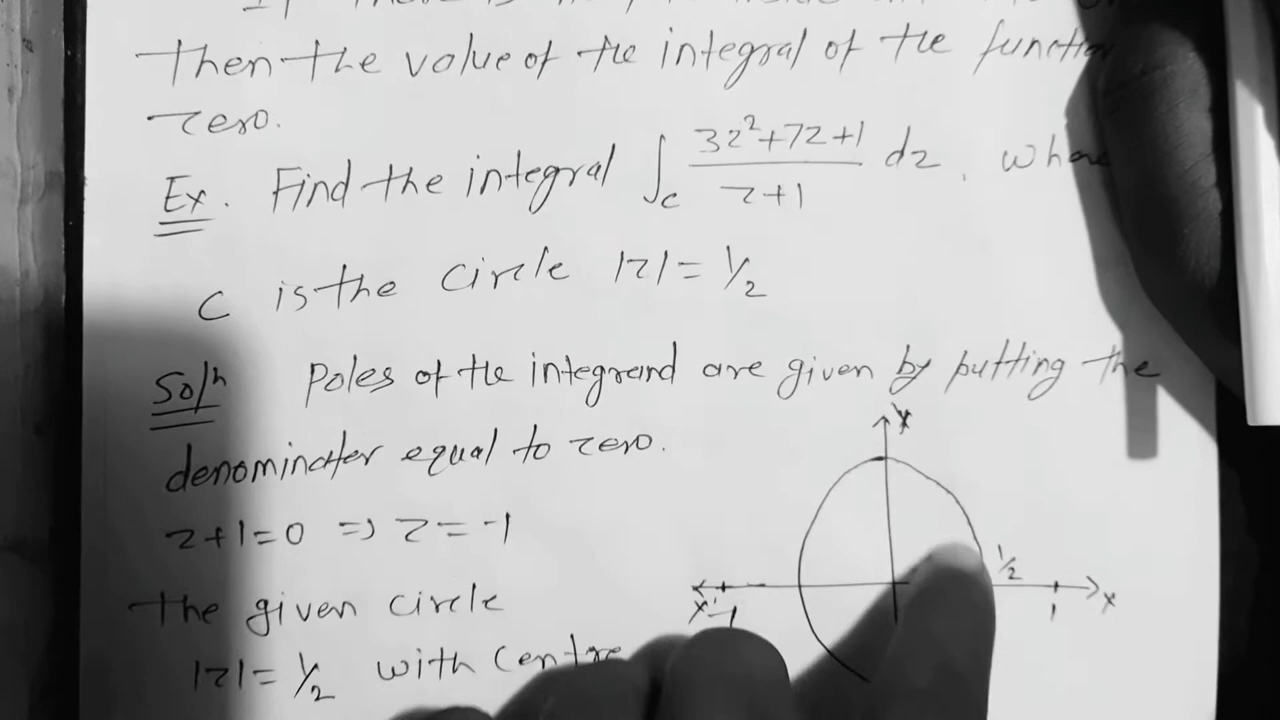 Then the value of the integral of the function
zero.
Ex. Find the integral ∫c 3z²+7z+1 / z+1 dz, where
C is the circle |z| = 1/2
Soln Poles of the integrand are given by putting the
denominater equal to zero.
z+1=0 => z=-1
The given circle
|z|= 1/2 with centre
Y
1/2
X' -1 1 X